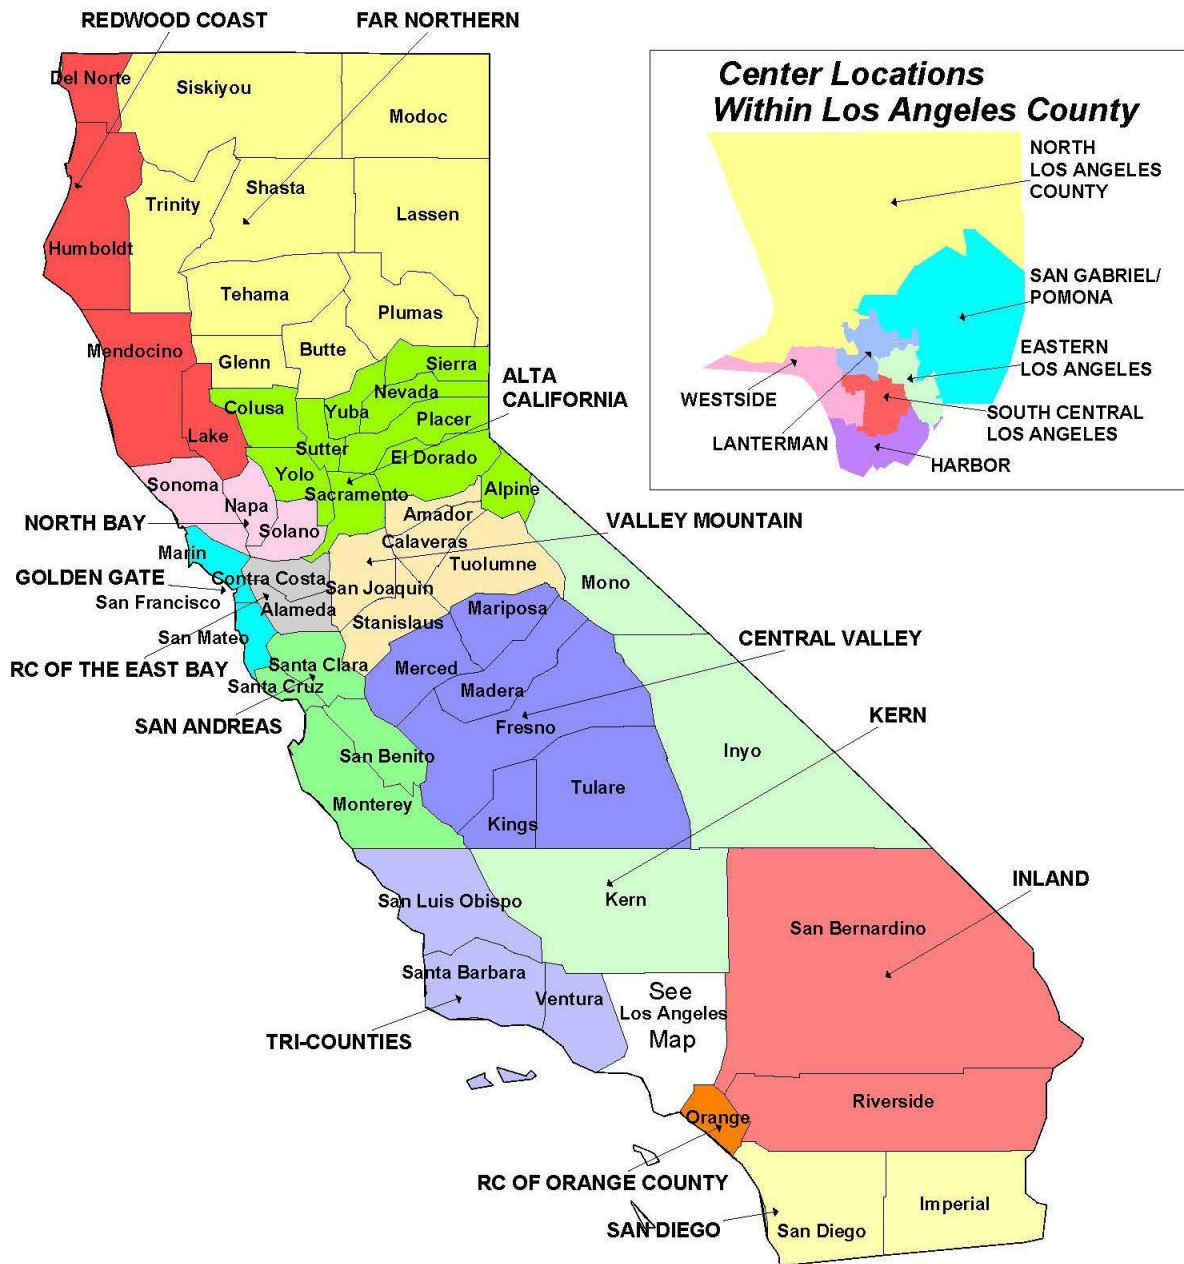 REDWOOD COAST
FAR NORTHERN
Del Norte
Siskiyou
Modoc
Center Locations
Within Los Angeles County
NORTH
LOS ANGELES
COUNTY
Trinity
Shasta
Lassen
Humboldt
Tehama
Plumas
SAN GABRIEL/
POMONA
Mendocino
Glenn
Butte
Sierra
EASTERN
LOS ANGELES
ALTA
CALIFORNIA
Colusa
Yuba
Nevada
Placer
WESTSIDE
SOUTH CENTRAL
LOS ANGELES
Lake
Sutter
El Dorado
LANTERMAN
HARBOR
Sonoma
Yolo
Sacramento
Alpine
Napa
Amador
NORTH BAY
Solano
Calaveras
VALLEY MOUNTAIN
Marin
Tuolumne
GOLDEN GATE
Contra Costa
San Joaquin
Mono
San Francisco
Alameda
Mariposa
San Mateo
Stanislaus
CENTRAL VALLEY
RC OF THE EAST BAY
Santa Clara
Merced
Santa Cruz
Madera
SAN ANDREAS
Fresno
KERN
San Benito
Inyo
Tulare
Monterey
Kings
INLAND
San Luis Obispo
Kern
San Bernardino
Santa Barbara
Ventura
See
Los Angeles
Map
TRI-COUNTIES
Riverside
Orange
RC OF ORANGE COUNTY
Imperial
SAN DIEGO
San Diego